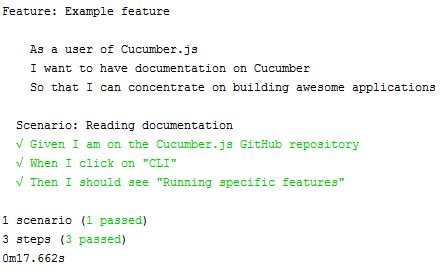 Feature: Example feature
As a user of Cucumber.js
I want to have documentation on Cucumber
So that I can concentrate on building awesome applications
Scenario: Reading documentation
√ Given I am on the Cucumber.js GitHub repository
√ When I click on "CLI"
√ Then I should see "Running specific features"
1 scenario (1 passed)
3 steps (3 passed)
0m17.662s